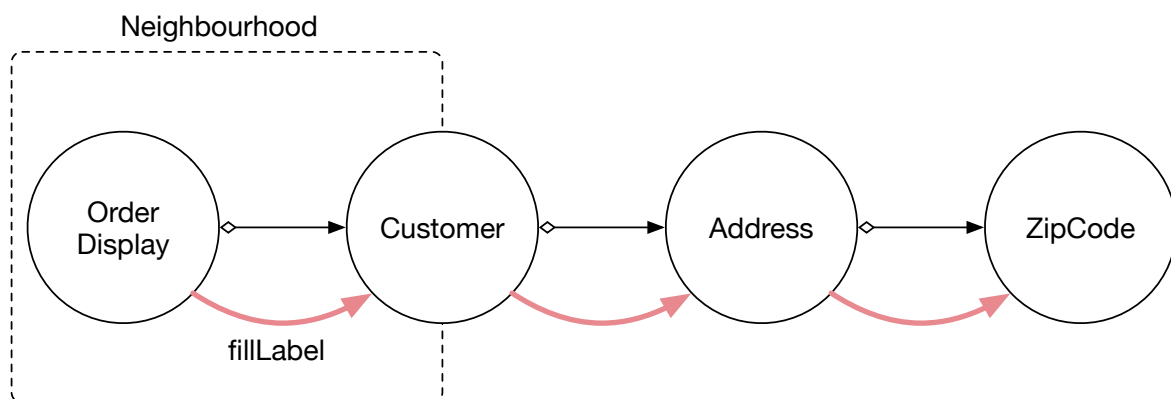 Neighbourhood
Order
Display
Customer
Address
ZipCode
fillLabel